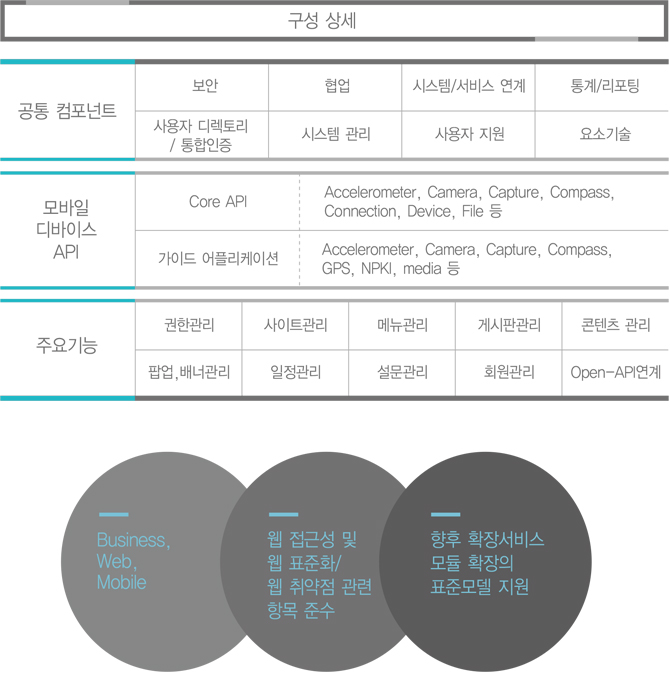 구성 상세
공통 컴포넌트
보안
협업
시스템/서비스 연계
통계/리포팅
사용자 디렉토리
/ 통합인증
시스템 관리
사용자 지원
요소기술
모바일
디바이스
API
Core API
Accelerometer, Camera, Capture, Compass,
Connection, Device, File 등
가이드 어플리케이션
Accelerometer, Camera, Capture, Compass,
GPS, NPKI, media 등
주요기능
권한관리
사이트관리
메뉴관리
게시판관리
콘텐츠 관리
팝업,배너관리
일정관리
설문관리
회원관리
Open-API연계
Business,
Web,
Mobile
웹 접근성 및
웹 표준화/
웹 취약점 관련
항목 준수
향후 확장서비스
모듈 확장의
표준모델 지원